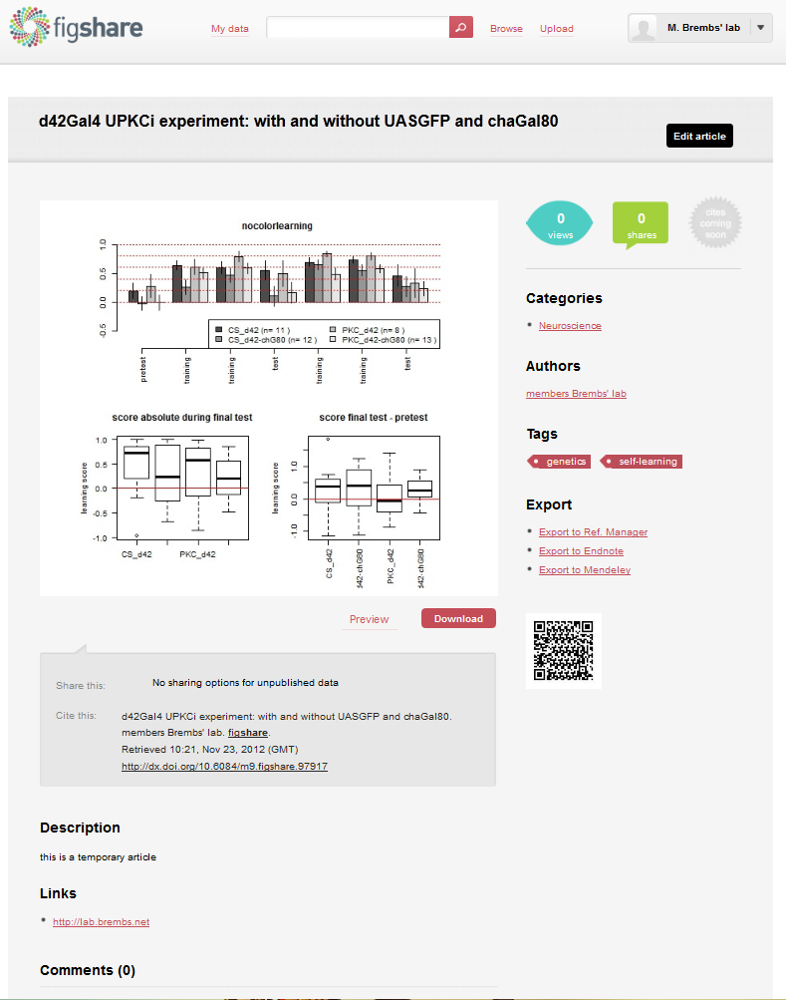 figshare
My data
Browse
Upload
M. Brembs' lab
d42Gal4 UPKCi experiment: with and without UASGFP and chaGal80
Edit article
nocolorlearning
1.0
0.5
0.0
-0.5
CS_d42 (n= 11 )
PKC_d42 (n= 8 )
CS_d42-chG80 (n= 12 )
PKC_d42-chG80 (n= 13 )
pretest
training
training
test
training
training
test
score absolute during final test
learning score
1.0
0.5
0.0
-0.5
-1.0
CS_d42
PKC_d42
score final test - pretest
learning score
1.0
0.0
-1.0
CS_d42
d42-chG80
PKC_d42
d42-chG80
0
views
0
shares
cites
coming
soon
Categories
Neuroscience
Authors
members Brembs' lab
Tags
genetics
self-learning
Export
Export to Ref. Manager
Export to Endnote
Export to Mendeley
Preview
Download
Share this:
No sharing options for unpublished data
Cite this:
d42Gal4 UPKCi experiment: with and without UASGFP and chaGal80.
members Brembs' lab. figshare.
Retrieved 10:21, Nov 23, 2012 (GMT)
http://dx.doi.org/10.6084/m9.figshare.97917
Description
this is a temporary article
Links
http://lab.brembs.net
Comments (0)